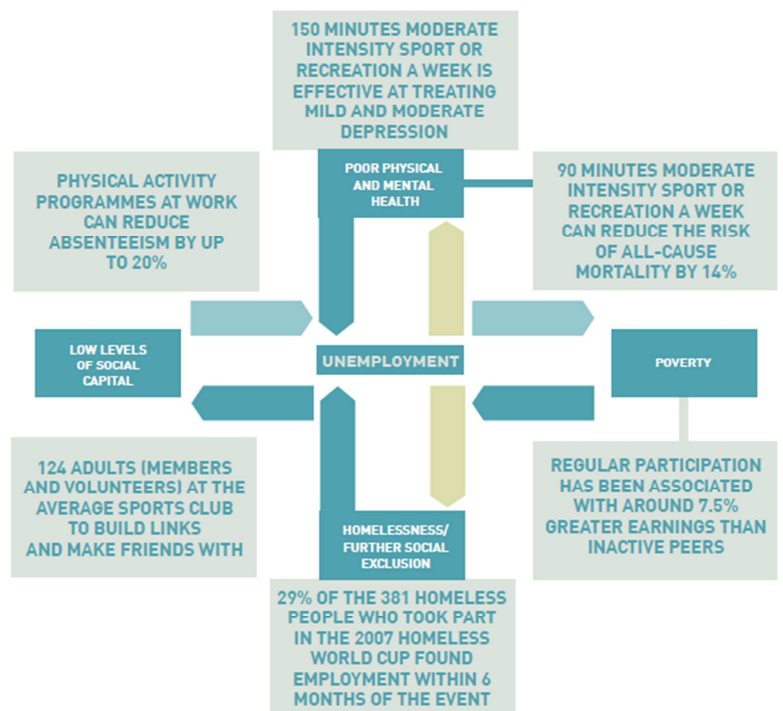 150 MINUTES MODERATE
INTENSITY SPORT OR
RECREATION A WEEK IS
EFFECTIVE AT TREATING
MILD AND MODERATE
DEPRESSION
PHYSICAL ACTIVITY
PROGRAMMES AT WORK
CAN REDUCE
ABSENTEEISM BY UP
TO 20%
POOR PHYSICAL
AND MENTAL
HEALTH
90 MINUTES MODERATE
INTENSITY SPORT OR
RECREATION A WEEK
CAN REDUCE THE RISK
OF ALL-CAUSE
MORTALITY BY 14%
LOW LEVELS
OF SOCIAL
CAPITAL
UNEMPLOYMENT
POVERTY
124 ADULTS (MEMBERS
AND VOLUNTEERS) AT THE
AVERAGE SPORTS CLUB
TO BUILD LINKS
AND MAKE FRIENDS WITH
HOMELESSNESS/
FURTHER SOCIAL
EXCLUSION
REGULAR PARTICIPATION
HAS BEEN ASSOCIATED
WITH AROUND 7.5%
GREATER EARNINGS THAN
INACTIVE PEERS
29% OF THE 381 HOMELESS
PEOPLE WHO TOOK PART
IN THE 2007 HOMELESS
WORLD CUP FOUND
EMPLOYMENT WITHIN 6
MONTHS OF THE EVENT